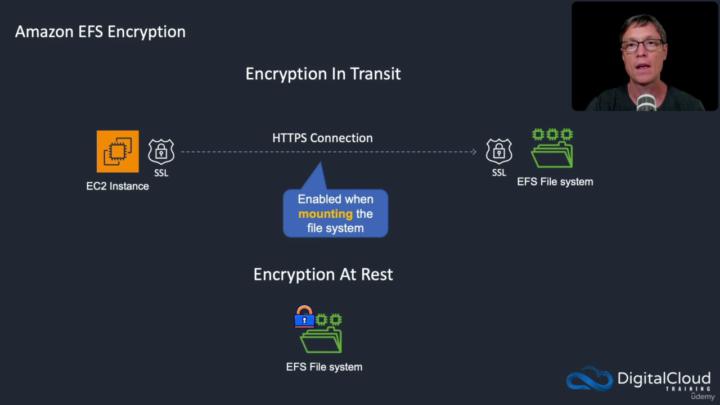 Amazon EFS Encryption
Encryption In Transit
HTTPS Connection
SSL
SSL
EC2 Instance
EFS File system
Enabled when
mounting the
file system
Encryption At Rest
EFS File system
DigitalCloud
TRAINING
udemy